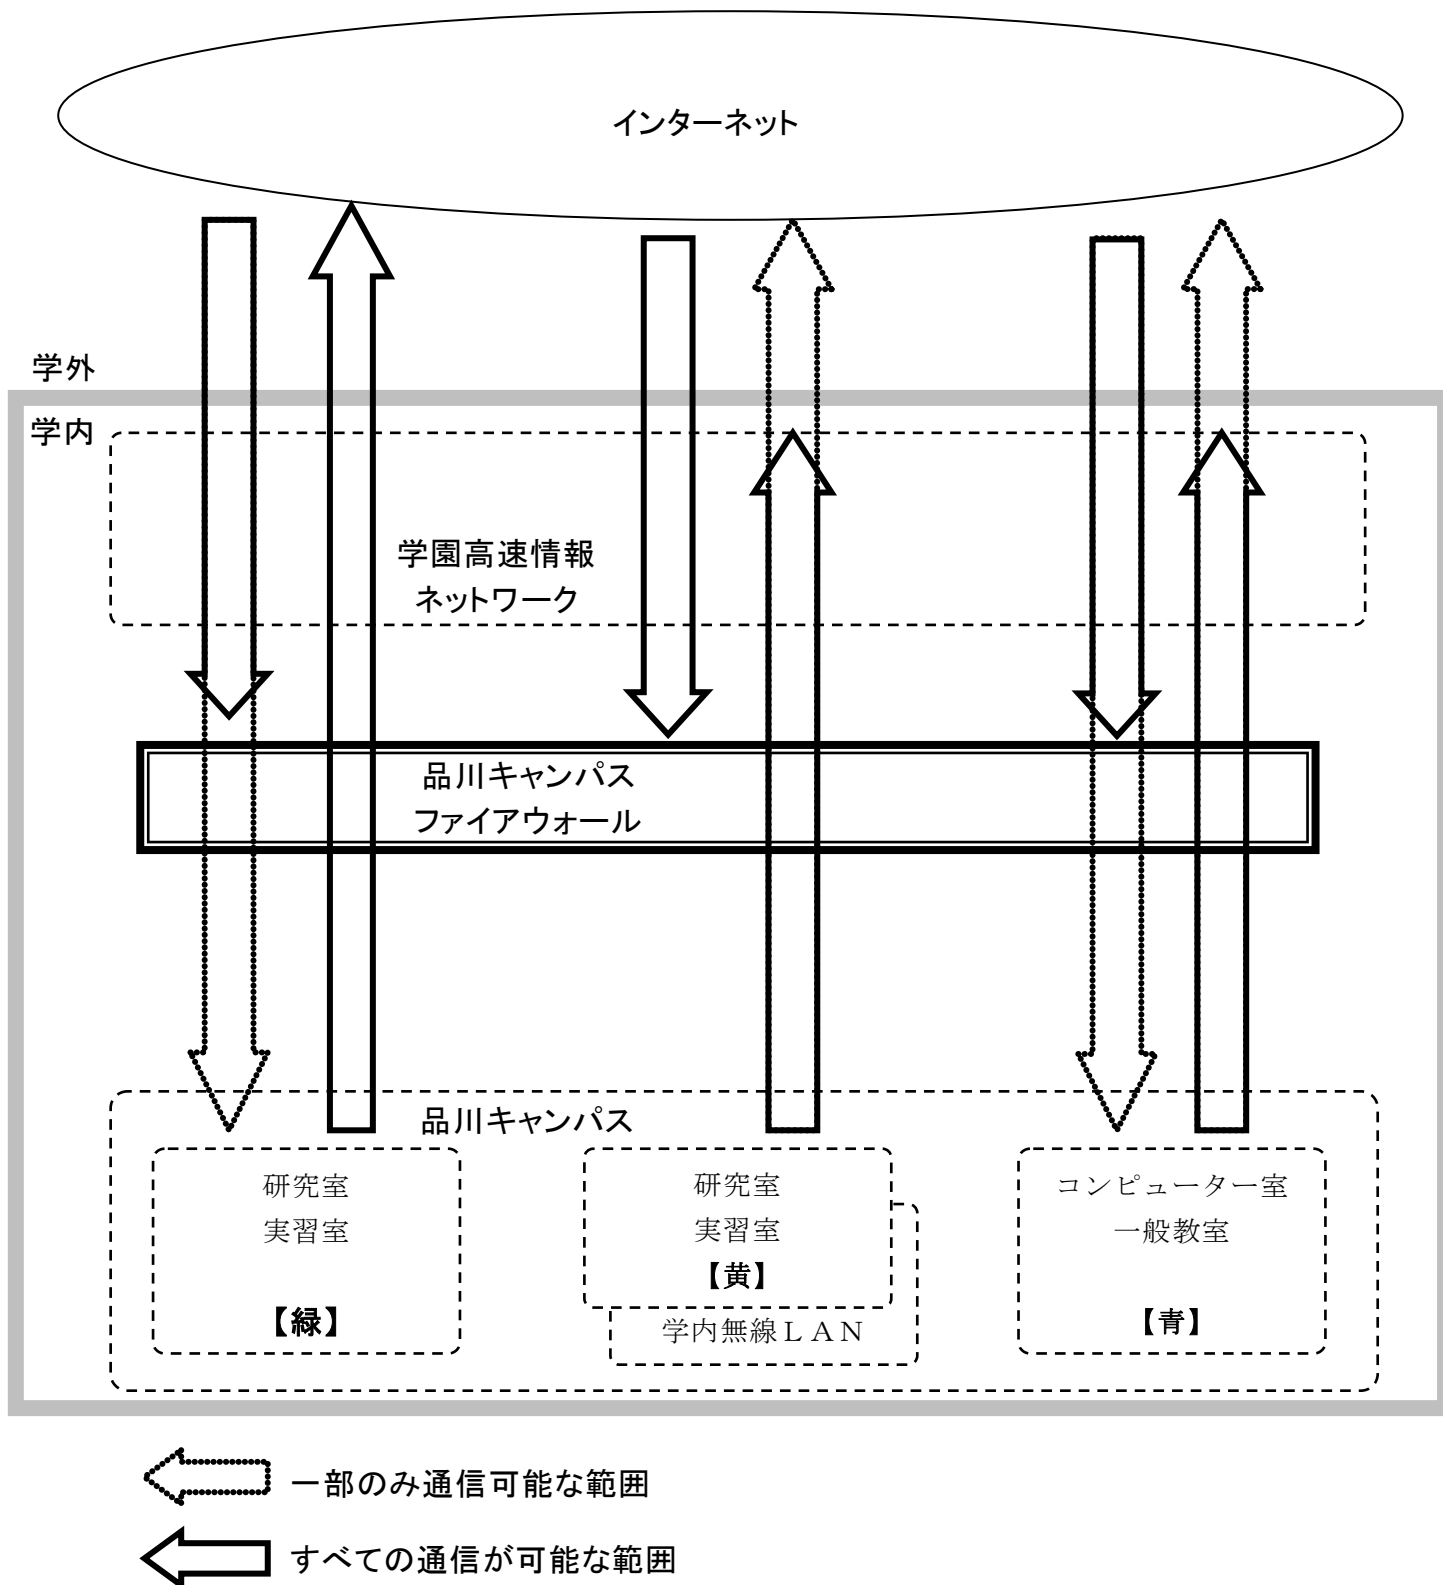 インターネット
学外
学内
学園高速情報
ネットワーク
品川キャンパス
ファイアウォール
品川キャンパス
研究室
実習室
【緑】
研究室
実習室
【黄】
学内無線ＬＡＮ
コンピューター室
一般教室
【青】
一部のみ通信可能な範囲
すべての通信が可能な範囲